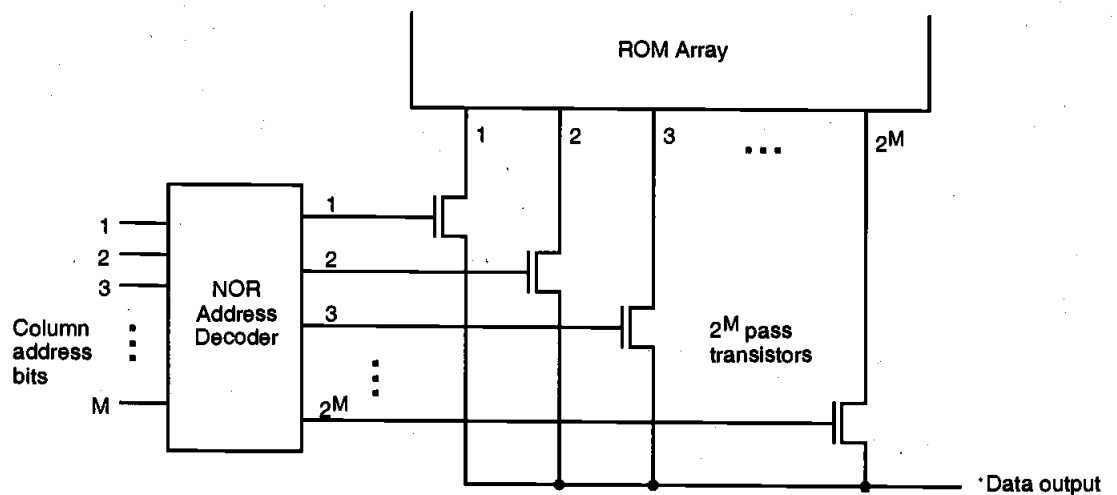 ROM Array
1
2
3
2^M
1
2
3
M
Column
address
bits
NOR
Address
Decoder
1
2
3
2^M
2^M pass
transistors
Data output